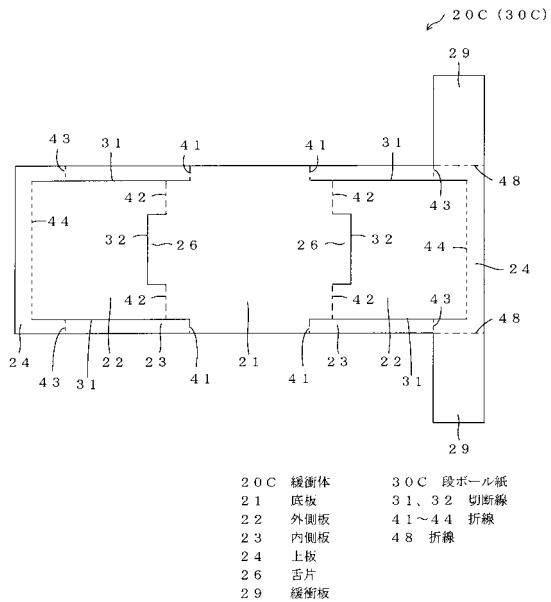 20C (30C)
29
43 31 41 41 31
48
43
42 42
44 32 26 26 32 44
24
42 42
48
24 43 31 22 23 41 21 41 23 22 31 43
29
20C 緩衝体
21 底板
22 外側板
23 内側板
24 上板
26 舌片
29 緩衝板
30C 段ボール紙
31、32 切断線
41~44 折線
48 折線